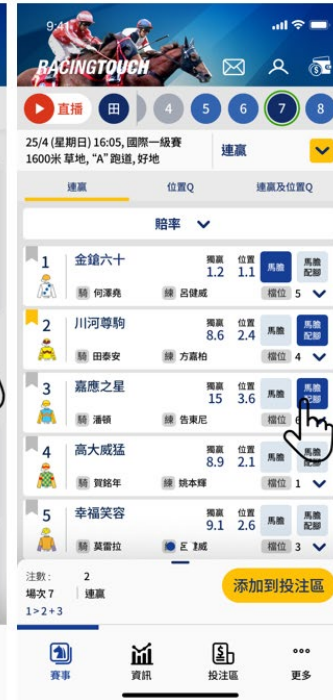 9:41
RACINGTOUCH
直播 田 4 5 6 7 8
25/4 (星期日) 16:05, 國際一級賽
1600米 草地, “A” 跑道, 好地
連贏
連贏 位置Q 連贏及位置Q
賠率
1 金鎗六十 獨贏 1.2 位置 1.1 馬膽 馬膽配腳
騎 何澤堯 練 呂健威 檔位 5
2 川河尊駒 獨贏 8.6 位置 2.4 馬膽 馬膽配腳
騎 田泰安 練 方嘉柏 檔位 4
3 嘉應之星 獨贏 15 位置 3.6 馬膽 馬膽配腳
騎 潘頓 練 告東尼 檔位 6
4 高大威猛 獨贏 8.9 位置 2.1 馬膽 馬膽配腳
騎 賀銘年 練 姚本輝 檔位 1
5 幸福笑容 獨贏 9.1 位置 2.6 馬膽 馬膽配腳
騎 莫雷拉 威 檔位 3
注數: 2
場次 7 連贏
1>2+3
添加到投注區
賽事 資訊 投注區 更多